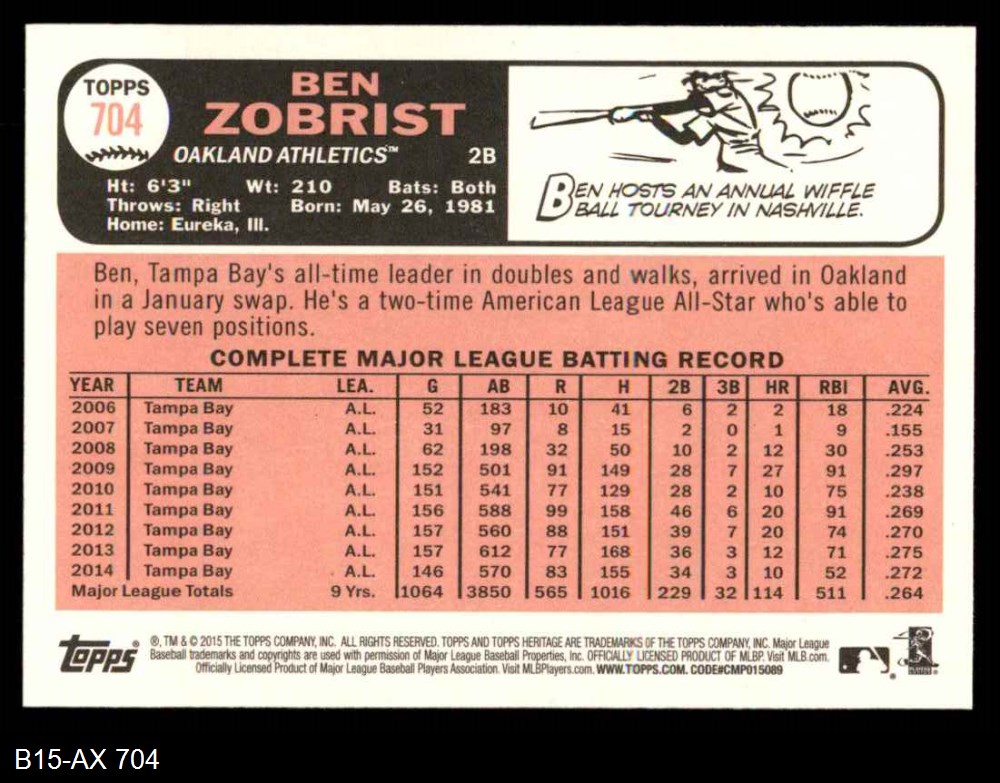 TOPPS
704
BEN
ZOBRIST
OAKLAND ATHLETICS™ 2B
Ht: 6'3" Wt: 210 Bats: Both
Throws: Right Born: May 26, 1981
Home: Eureka, Ill.
BEN HOSTS AN ANNUAL WIFFLE
BALL TOURNEY IN NASHVILLE.
Ben, Tampa Bay's all-time leader in doubles and walks, arrived in Oakland
in a January swap. He's a two-time American League All-Star who's able to
play seven positions.
COMPLETE MAJOR LEAGUE BATTING RECORD
YEAR TEAM LEA. G AB R H 2B 3B HR RBI AVG.
2006 Tampa Bay A.L. 52 183 10 41 6 2 2 18 .224
2007 Tampa Bay A.L. 31 97 8 15 2 0 1 9 .155
2008 Tampa Bay A.L. 62 198 32 50 10 2 12 30 .253
2009 Tampa Bay A.L. 152 501 91 149 28 7 27 91 .297
2010 Tampa Bay A.L. 151 541 77 129 28 2 10 75 .238
2011 Tampa Bay A.L. 156 588 99 158 46 6 20 91 .269
2012 Tampa Bay A.L. 157 560 88 151 39 7 20 74 .270
2013 Tampa Bay A.L. 157 612 77 168 36 3 12 71 .275
2014 Tampa Bay A.L. 146 570 83 155 34 3 10 52 .272
Major League Totals 9 Yrs. 1064 3850 565 1016 229 32 114 511 .264
topps® ®, TM & © 2015 THE TOPPS COMPANY, INC. ALL RIGHTS RESERVED. TOPPS AND TOPPS HERITAGE ARE TRADEMARKS OF THE TOPPS COMPANY, INC. Major League
Baseball trademarks and copyrights are used with permission of Major League Baseball Properties, Inc. OFFICIALLY LICENSED PRODUCT OF MLBP. Visit MLB.com.
Officially Licensed Product of Major League Baseball Players Association. Visit MLBPlayers.com. WWW.TOPPS.COM. CODE#CMP015089
B15-AX 704